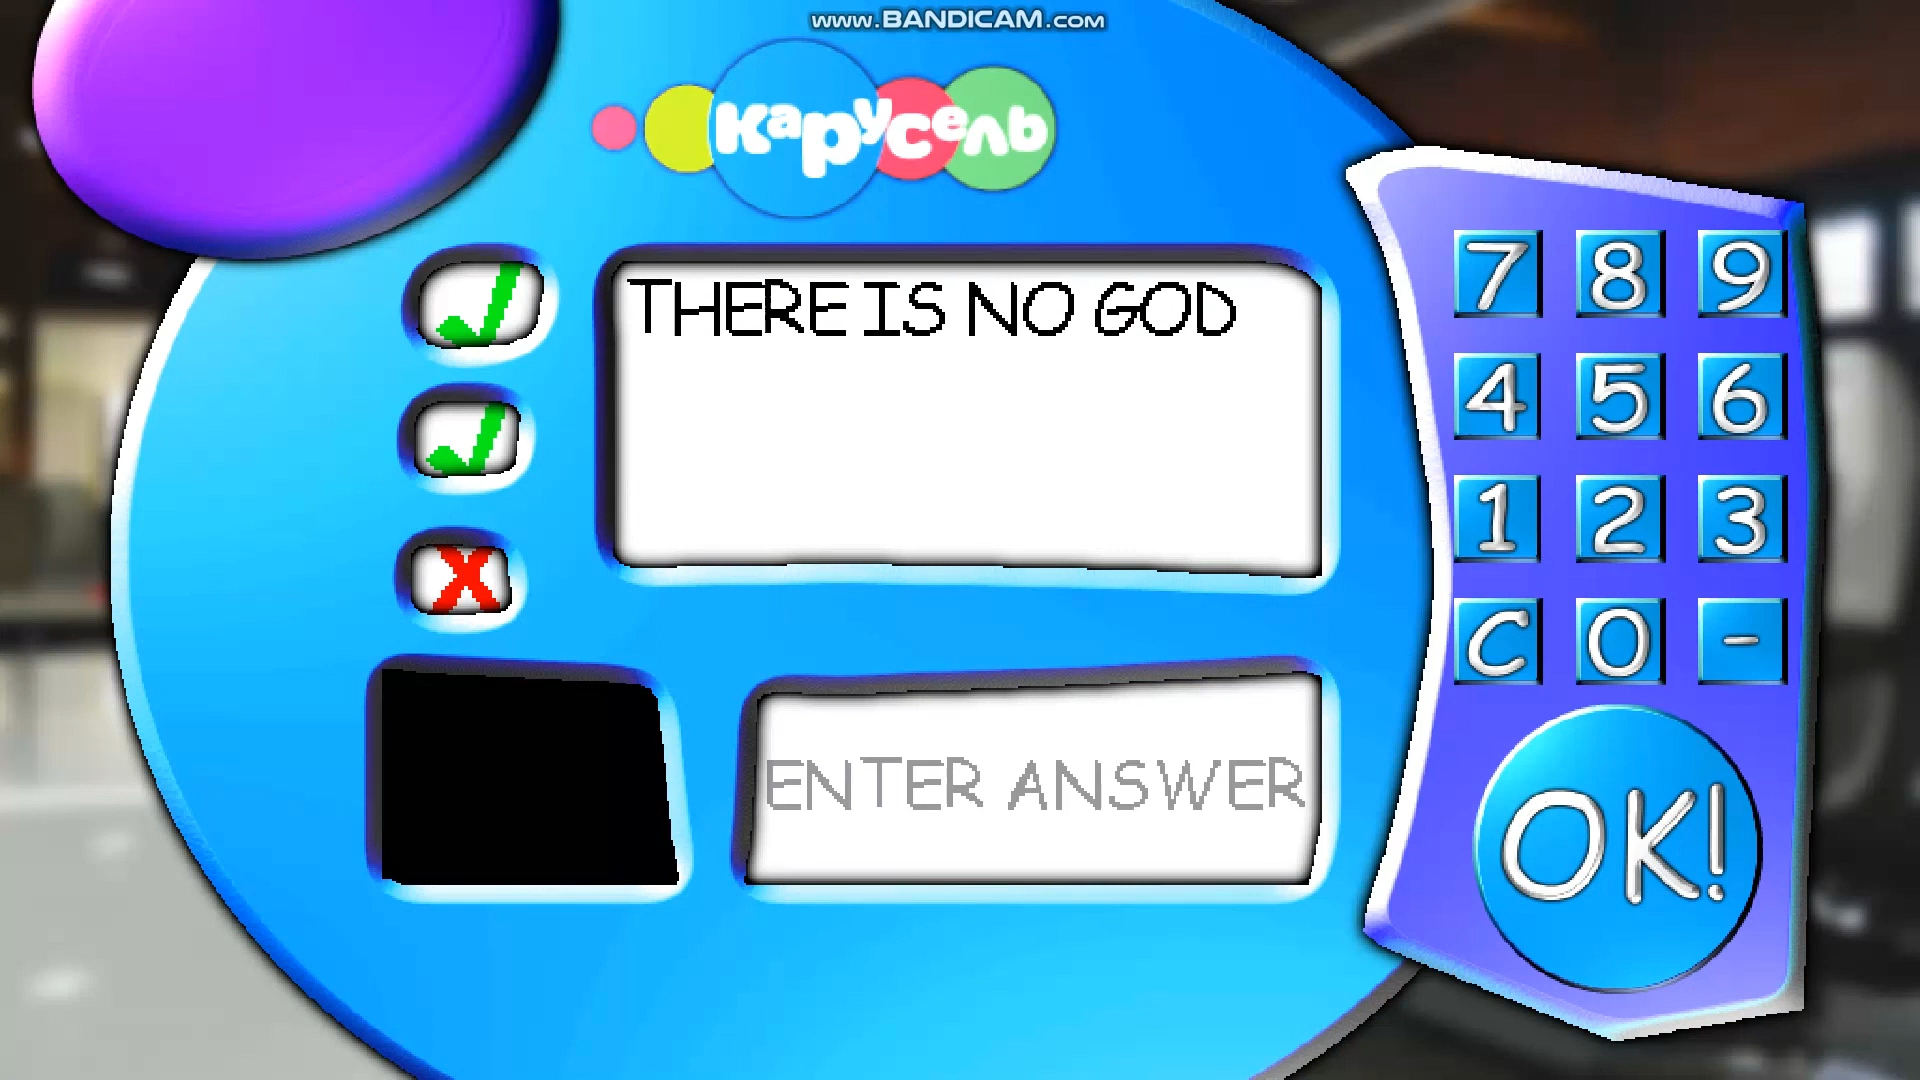 www.BANDICAM.com
карусель
THERE IS NO GOD
7 8 9
4 5 6
1 2 3
C 0 -
ENTER ANSWER
OK!